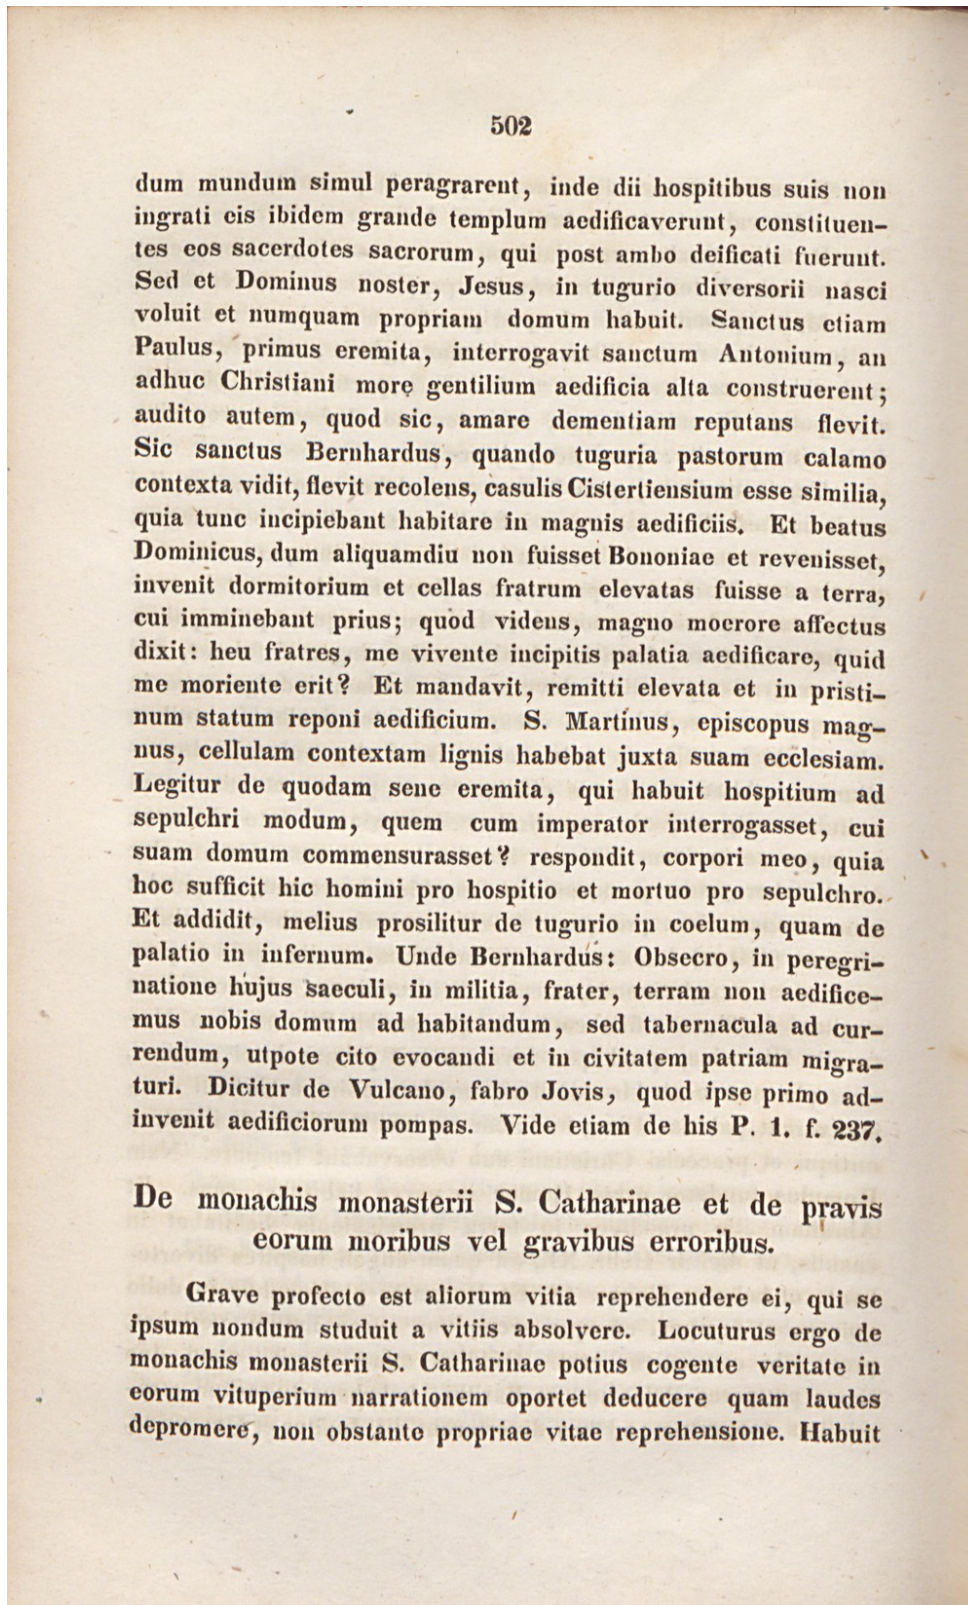 502
dum mundum simul peragrarent, inde dii hospitibus suis non
ingrati eis ibidem grande templum aedificaverunt, constituen-
tes eos sacerdotes sacrorum, qui post ambo deificati fuerunt.
Sed et Dominus noster, Jesus, in tugurio diversorii nasci
voluit et numquam propriam domum habuit. Sanctus etiam
Paulus, primus eremita, interrogavit sanctum Antonium, an
adhuc Christiani more gentilium aedificia alta construerent;
audito autem, quod sic, amare dementiam reputans flevit.
Sic sanctus Bernhardus, quando tuguria pastorum calamo
contexta vidit, flevit recolens, casulis Cistertiensium esse similia,
quia tunc incipiebant habitare in magnis aedificiis. Et beatus
Dominicus, dum aliquamdiu non fuisset Bononiae et revenisset,
invenit dormitorium et cellas fratrum elevatas fuisse a terra,
cui imminebant prius; quod videns, magno moerore affectus
dixit: heu fratres, me vivente incipitis palatia aedificare, quid
me moriente erit? Et mandavit, remitti elevata et in pristi-
num statum reponi aedificium. S. Martinus, episcopus mag-
nus, cellulam contextam lignis habebat juxta suam ecclesiam.
Legitur de quodam sene eremita, qui habuit hospitium ad
sepulchri modum, quem cum imperator interrogasset, cui
suam domum commensurasset? respondit, corpori meo, quia
hoc sufficit hic homini pro hospitio et mortuo pro sepulchro.
Et addidit, melius prosilitur de tugurio in coelum, quam de
palatio in infernum. Unde Bernhardus: Obsecro, in peregri-
natione hujus saeculi, in militia, frater, terram non aedifice-
mus nobis domum ad habitandum, sed tabernacula ad cur-
rendum, utpote cito evocandi et in civitatem patriam migra-
turi. Dicitur de Vulcano, fabro Jovis, quod ipse primo ad-
invenit aedificiorum pompas. Vide etiam de his P. 1. f. 237.
De monachis monasterii S. Catharinae et de pravis
eorum moribus vel gravibus erroribus.
Grave profecto est aliorum vitia reprehendere ei, qui se
ipsum nondum studuit a vitiis absolvere. Locuturus ergo de
monachis monasterii S. Catharinae potius cogente veritate in
eorum vituperium narrationem oportet deducere quam laudes
depromere, non obstante propriae vitae reprehensione. Habuit